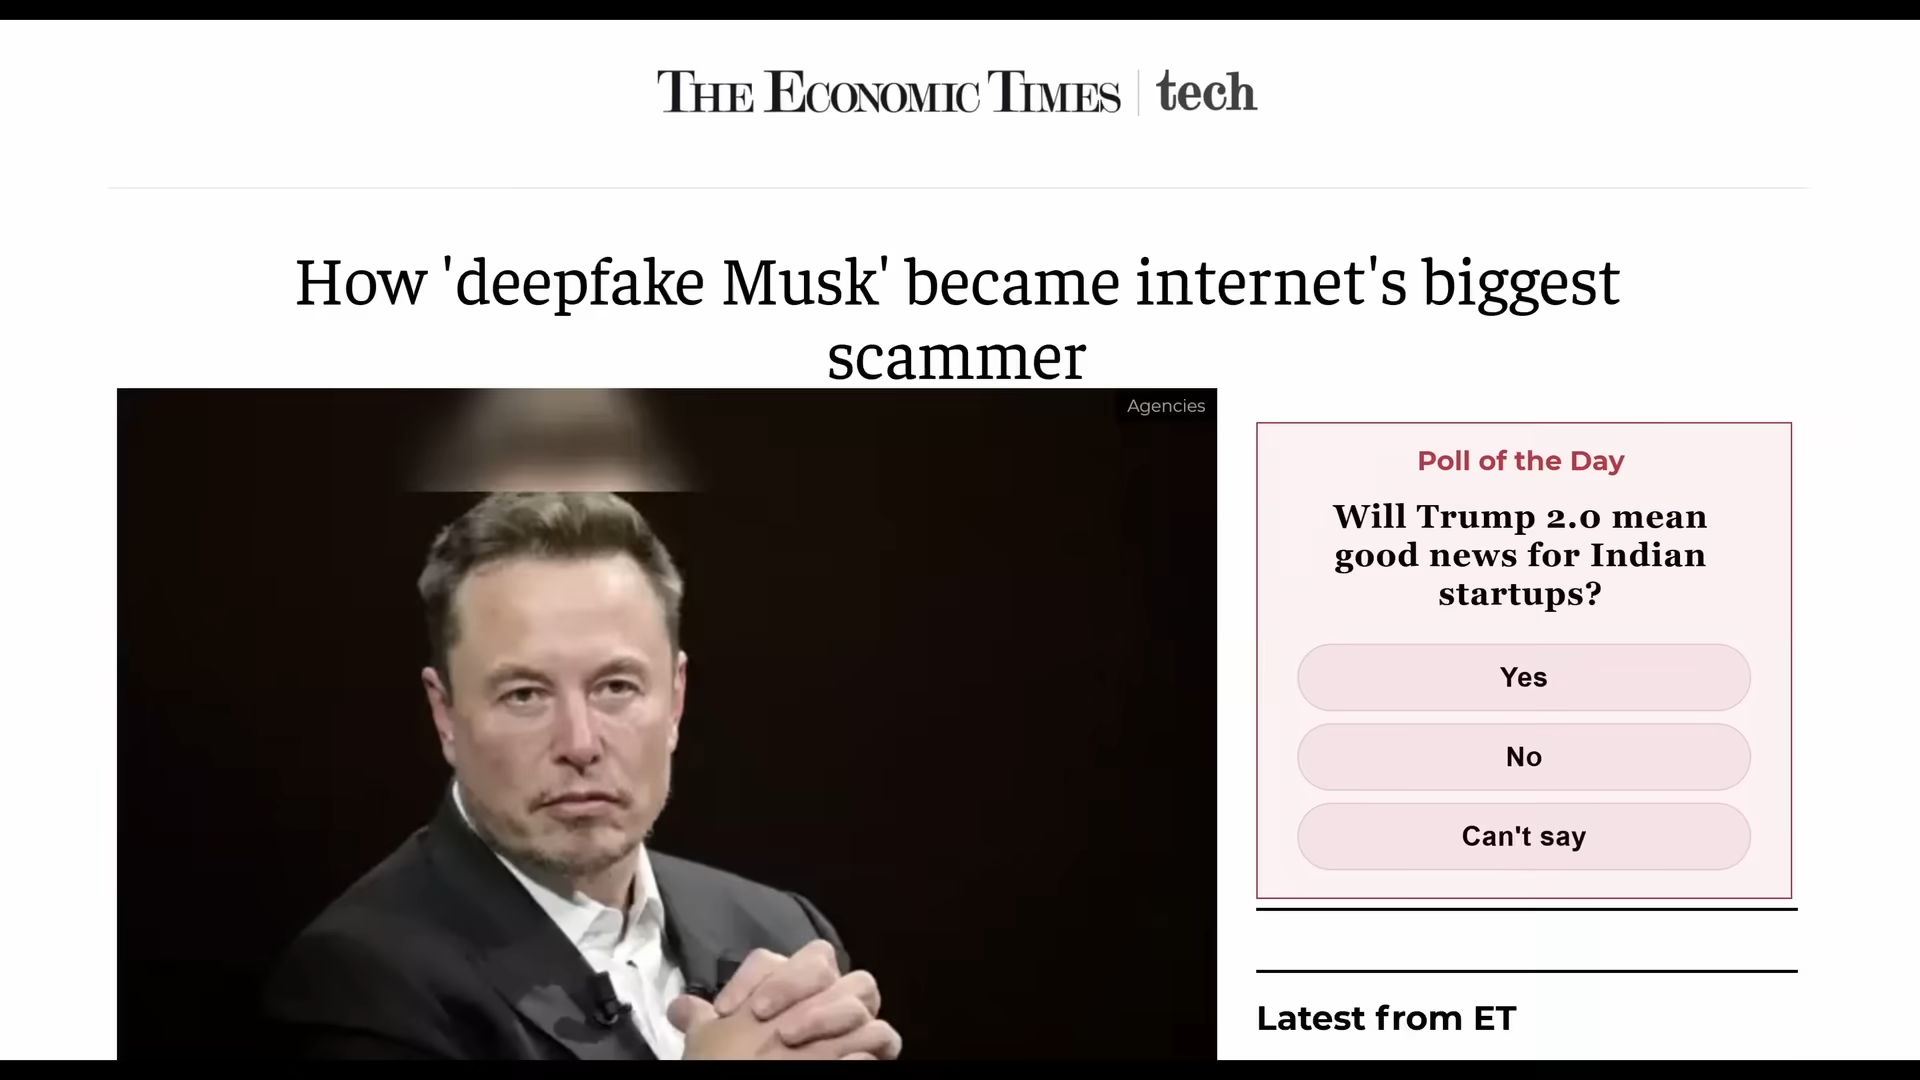 THE ECONOMIC TIMES | tech
How 'deepfake Musk' became internet's biggest
scammer
Agencies
Poll of the Day
Will Trump 2.0 mean
good news for Indian
startups?
Yes
No
Can't say
Latest from ET